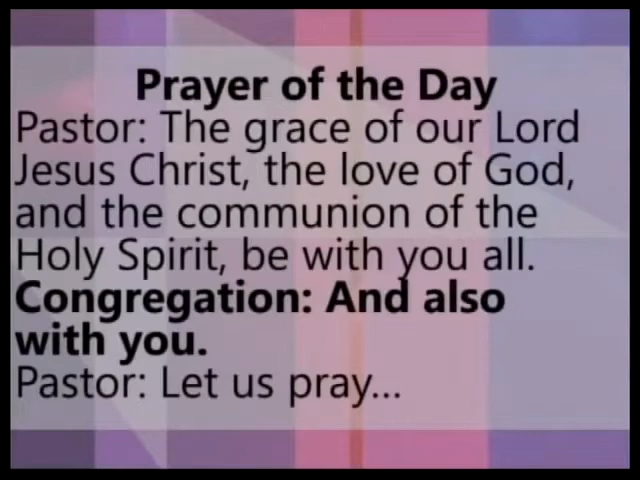 Prayer of the Day
Pastor: The grace of our Lord
Jesus Christ, the love of God,
and the communion of the
Holy Spirit, be with you all.
Congregation: And also
with you.
Pastor: Let us pray...